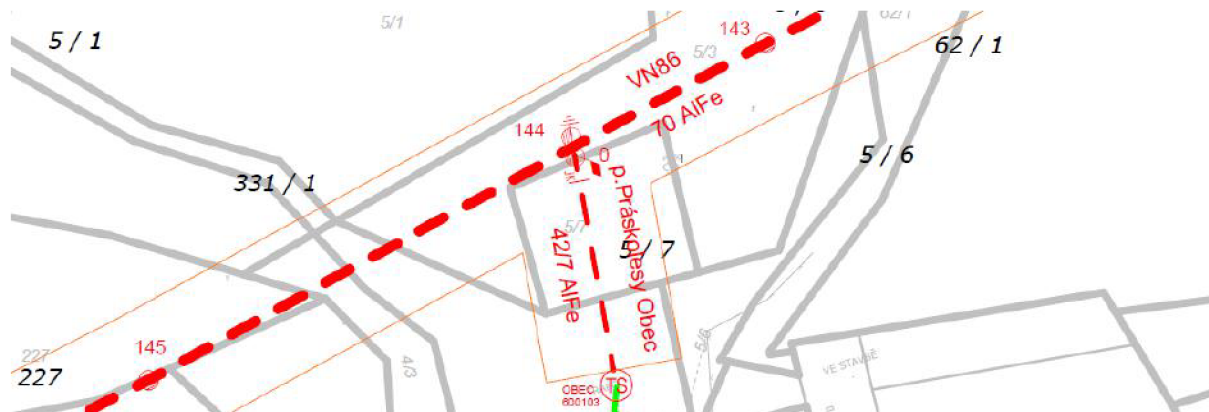 5/1
62/1
5 / 1
143
5/3
62 / 1
VN86
70 AlFe
144
0
5 / 6
331 / 1
p.Práskolesy Obec
5/7
5 / 7
42/7 AlFe
145
227
227
4/3
5/6
VE STAVBĚ
OBEC
600103
TS